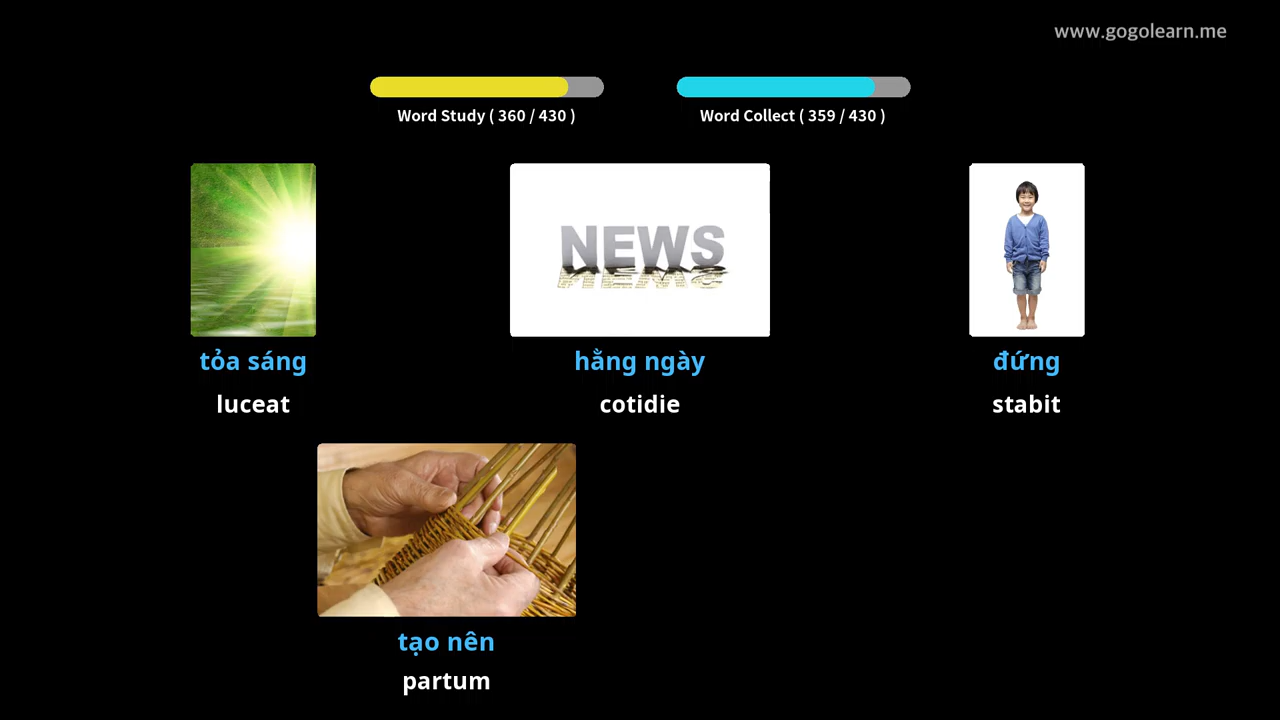 www.gogolearn.me
Word Study ( 360 / 430 )
Word Collect ( 359 / 430 )
NEWS
tỏa sáng
hằng ngày
đứng
luceat
cotidie
stabit
tạo nên
partum